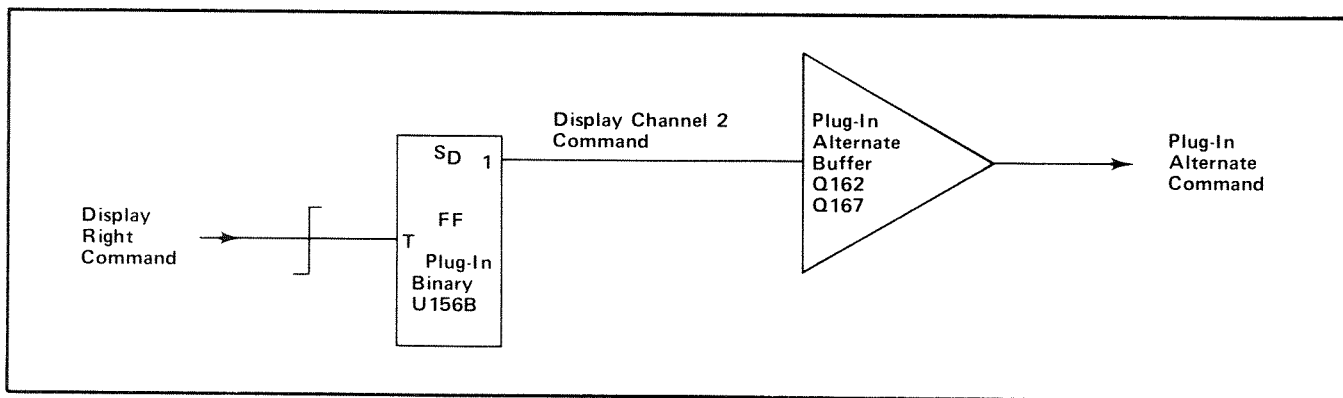 Display
Right
Command
SD 1
FF
T
Plug-In
Binary
U156B
Display Channel 2
Command
Plug-In
Alternate
Buffer
Q162
Q167
Plug-In
Alternate
Command